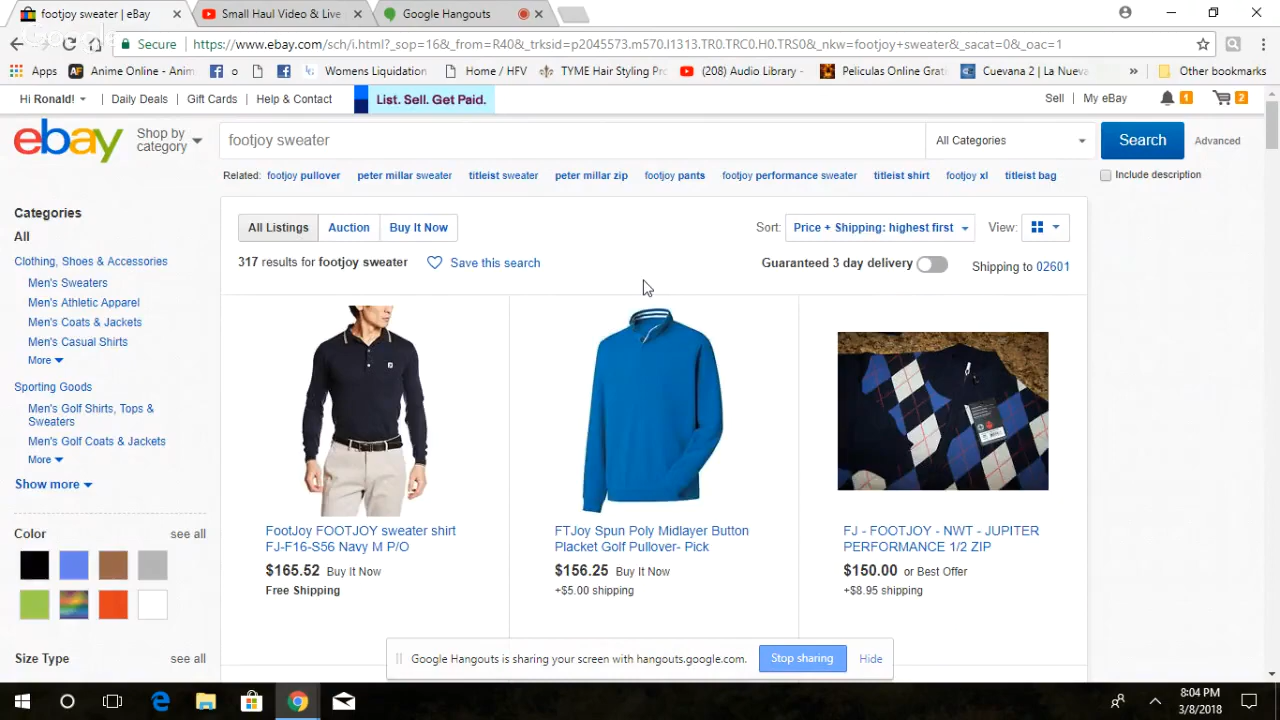 footjoy sweater | eBay
Small Haul Video & Live
Google Hangouts
Google
Secure
https://www.ebay.com/sch/i.html?_sop=16&_from=R40&_trksid=p2045573.m570.l1313.TR0.TRC0.H0.TRS0&_nkw=footjoy+sweater&_sacat=0&_oac=1
Apps
Anime Online - Anim
o
Womens Liquidation
Home / HFV
TYME Hair Styling Pro
(208) Audio Library -
Peliculas Online Gratis
Cuevana 2 | La Nueva
»
Other bookmarks
Hi Ronald!
Daily Deals
Gift Cards
Help & Contact
List. Sell. Get Paid.
Sell
My eBay
1
2
ebay
Shop by
category
footjoy sweater
All Categories
Search
Advanced
Related:
footjoy pullover
peter millar sweater
titleist sweater
peter millar zip
footjoy pants
footjoy performance sweater
titleist shirt
footjoy xl
titleist bag
Include description
Categories
All
Clothing, Shoes & Accessories
Men's Sweaters
Men's Athletic Apparel
Men's Coats & Jackets
Men's Casual Shirts
More
Sporting Goods
Men's Golf Shirts, Tops &
Sweaters
Men's Golf Coats & Jackets
More
Show more
Color
see all
Size Type
see all
All Listings
Auction
Buy It Now
Sort:
Price + Shipping: highest first
View:
317 results for footjoy sweater
Save this search
Guaranteed 3 day delivery
Shipping to 02601
FootJoy FOOTJOY sweater shirt
FJ-F16-S56 Navy M P/O
$165.52 Buy It Now
Free Shipping
FTJoy Spun Poly Midlayer Button
Placket Golf Pullover- Pick
$156.25 Buy It Now
+$5.00 shipping
FJ - FOOTJOY - NWT - JUPITER
PERFORMANCE 1/2 ZIP
$150.00 or Best Offer
+$8.95 shipping
Google Hangouts is sharing your screen with hangouts.google.com.
Stop sharing
Hide
8:04 PM
3/8/2018